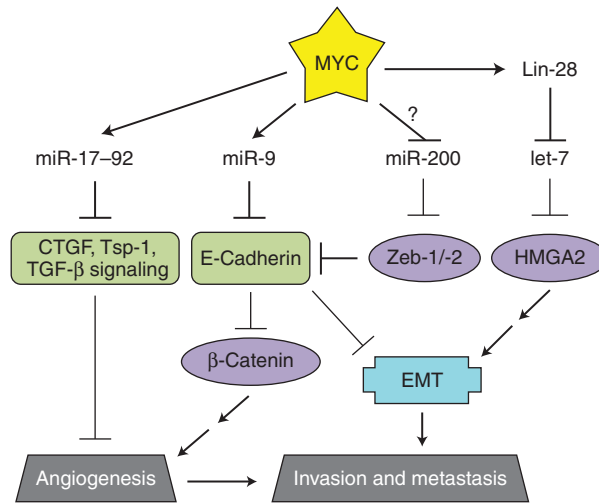 MYC
Lin-28
?
miR-17–92
miR-9
miR-200
let-7
CTGF, Tsp-1,
TGF-β signaling
E-Cadherin
Zeb-1/-2
HMGA2
β-Catenin
EMT
Angiogenesis
Invasion and metastasis